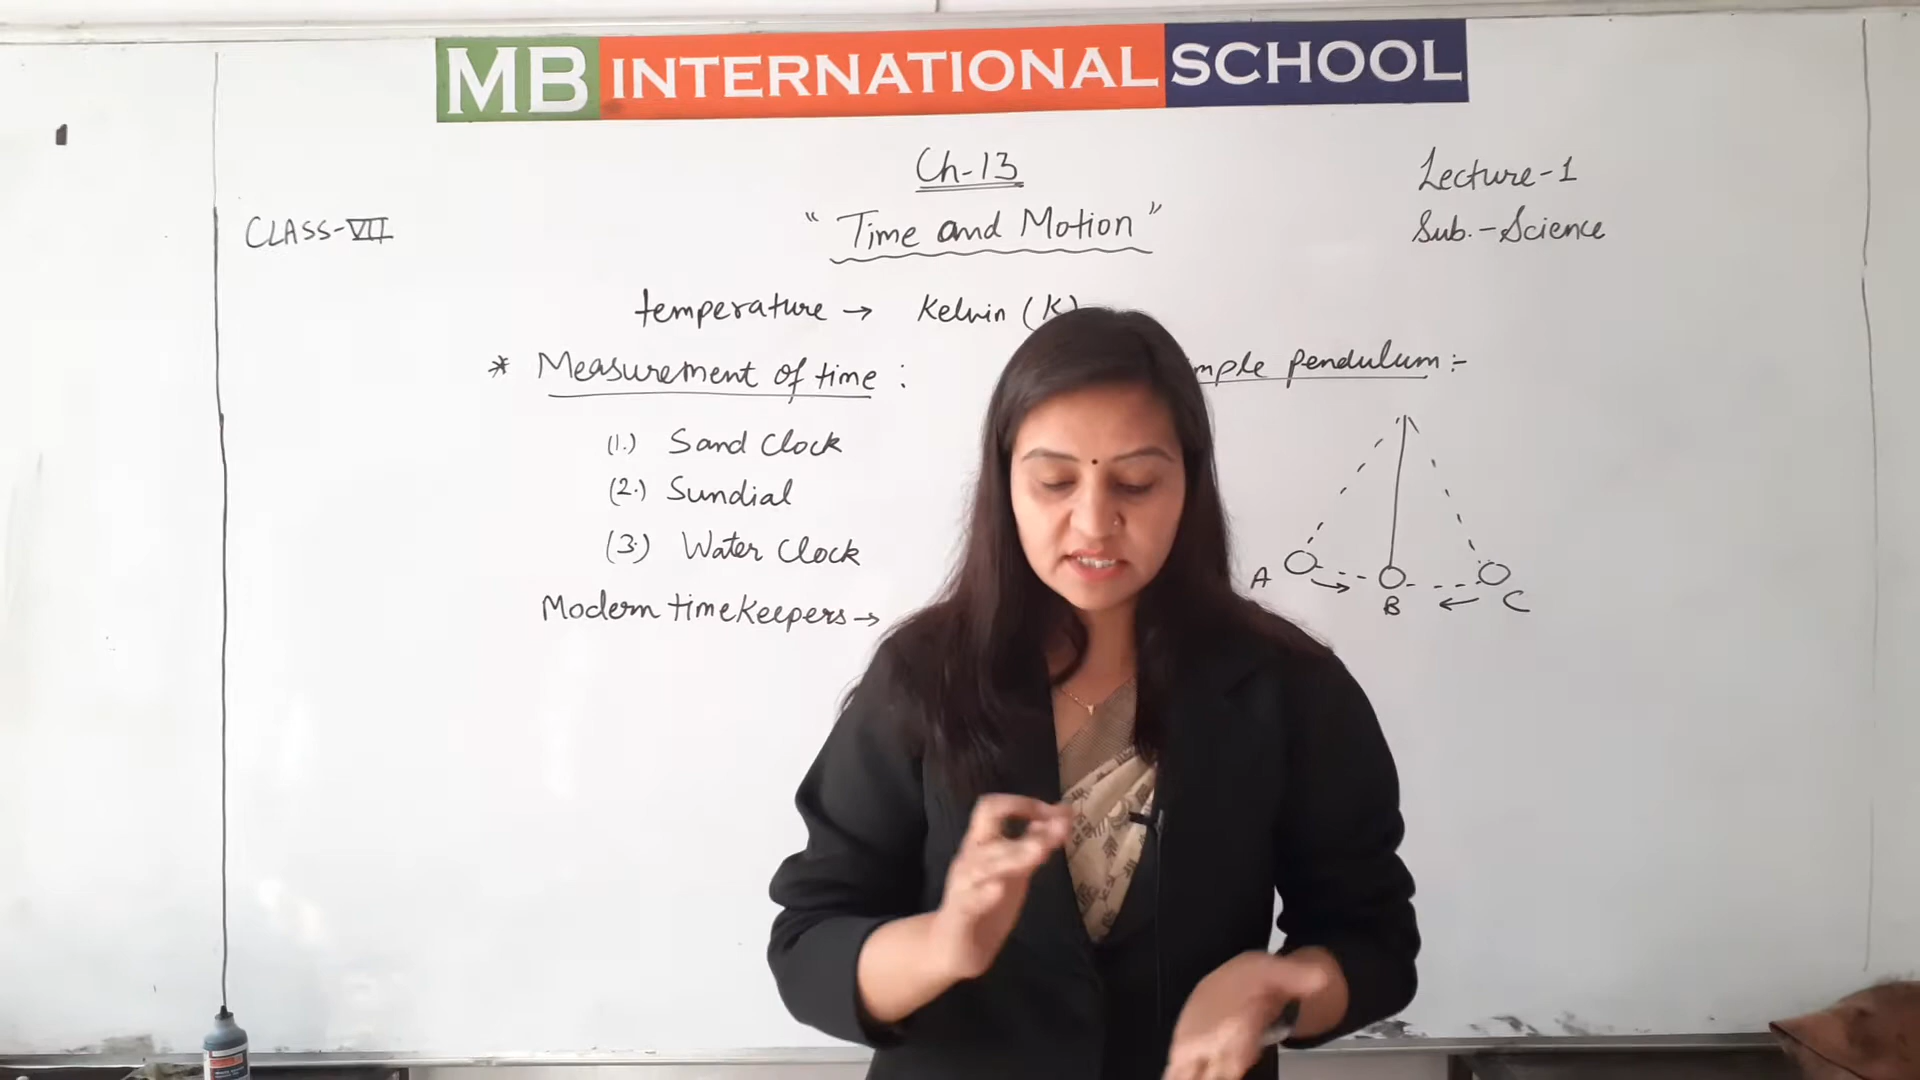 MB INTERNATIONAL SCHOOL
Ch-13
Lecture-1
CLASS-VII
"Time and Motion"
Sub.-Science
temperature → Kelvin (K)
* Measurement of time :
pendulum :-
(1.) Sand Clock
(2.) Sundial
(3.) Water Clock
Modern timekeepers →
A
B
C